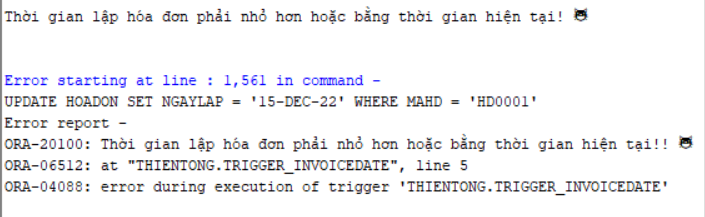 Thời gian lập hóa đơn phải nhỏ hơn hoặc bằng thời gian hiện tại! 😈
Error starting at line : 1,561 in command -
UPDATE HOADON SET NGAYLAP = '15-DEC-22' WHERE MAHD = 'HD0001'
Error report -
ORA-20100: Thời gian lập hóa đơn phải nhỏ hơn hoặc bằng thời gian hiện tại!! 😈
ORA-06512: at "THIENTONG.TRIGGER_INVOICEDATE", line 5
ORA-04088: error during execution of trigger 'THIENTONG.TRIGGER_INVOICEDATE'